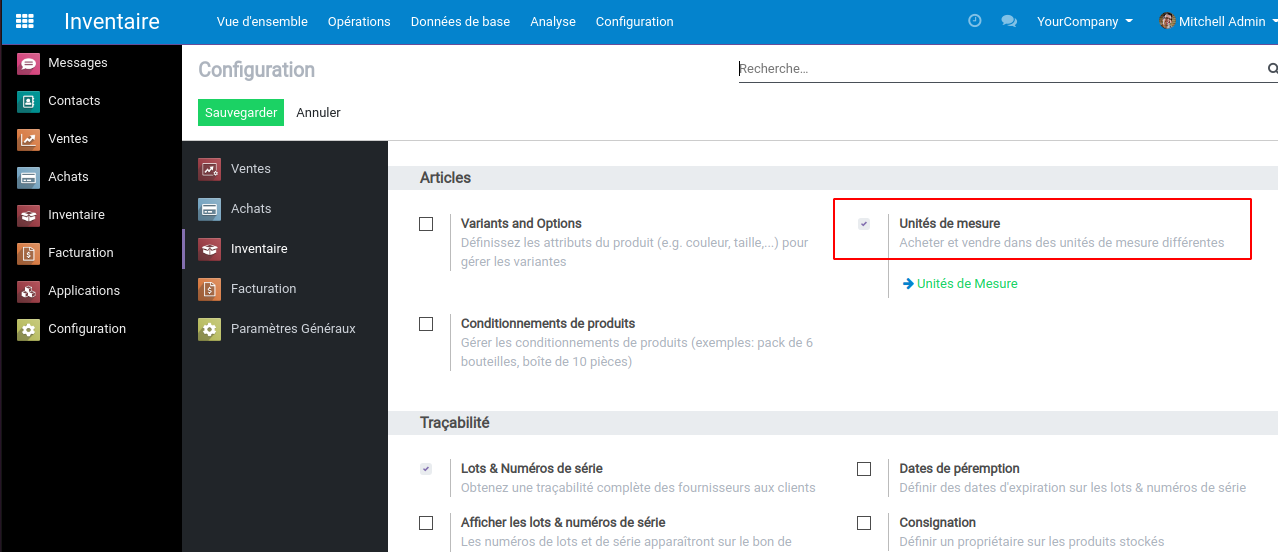 Inventaire
Vue d'ensemble
Opérations
Données de base
Analyse
Configuration
YourCompany
Mitchell Admin
Messages
Contacts
Ventes
Achats
Inventaire
Facturation
Applications
Configuration
Configuration
Recherche...
Sauvegarder
Annuler
Ventes
Achats
Inventaire
Facturation
Paramètres Généraux
Articles
Variants and Options
Définissez les attributs du produit (e.g. couleur, taille,...) pour
gérer les variantes
Unités de mesure
Acheter et vendre dans des unités de mesure différentes
Unités de Mesure
Conditionnements de produits
Gérer les conditionnements de produits (exemples: pack de 6
bouteilles, boîte de 10 pièces)
Traçabilité
Lots & Numéros de série
Obtenez une traçabilité complète des fournisseurs aux clients
Dates de péremption
Définir des dates d'expiration sur les lots & numéros de série
Afficher les lots & numéros de série
Les numéros de lots et de série apparaîtront sur le bon de
Consignation
Définir un propriétaire sur les produits stockés